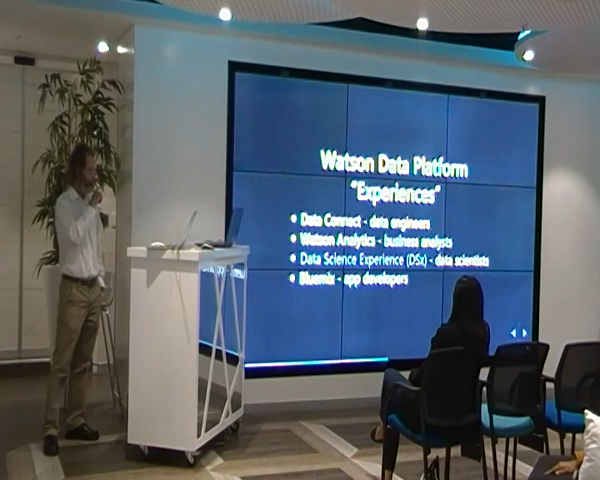 Watson Data Platform
"Experiences"
• Data Connect - data engineers
• Watson Analytics - business analysts
• Data Science Experience (DSx) - data scientists
• Bluemix - app developers